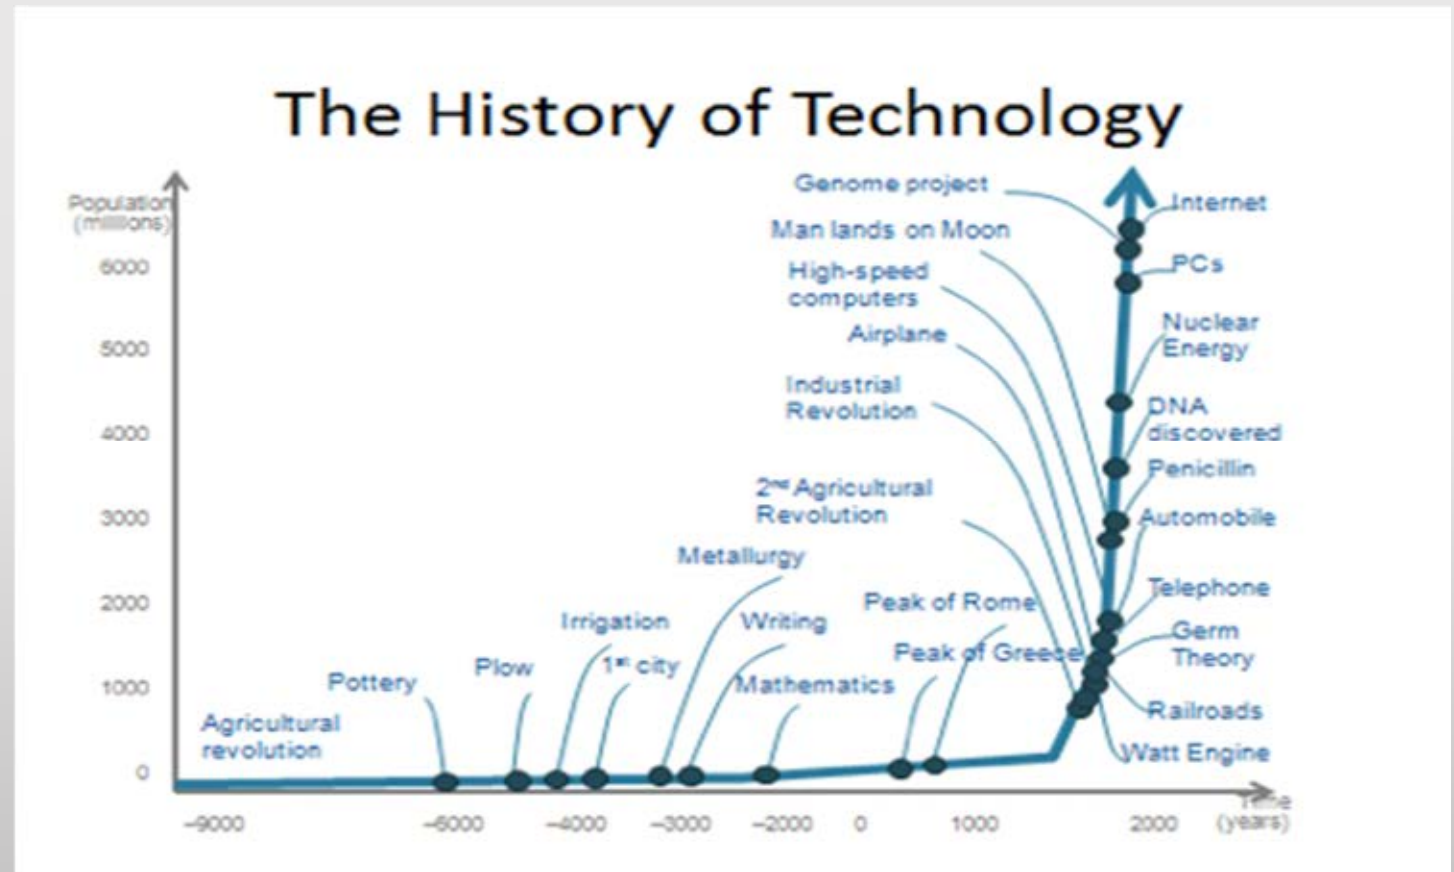 The History of Technology
Population
(millions)
6000
5000
4000
3000
2000
1000
0
Genome project
Man lands on Moon
High-speed
computers
Airplane
Industrial
Revolution
2nd Agricultural
Revolution
Metallurgy
Peak of Rome
Irrigation
Writing
Peak of Greece
Plow
1st city
Pottery
Mathematics
Agricultural
revolution
Internet
PCs
Nuclear
Energy
DNA
discovered
Penicillin
Automobile
Telephone
Germ
Theory
Railroads
Watt Engine
Time
(years)
–9000
–6000
–4000
–3000
–2000
0
1000
2000